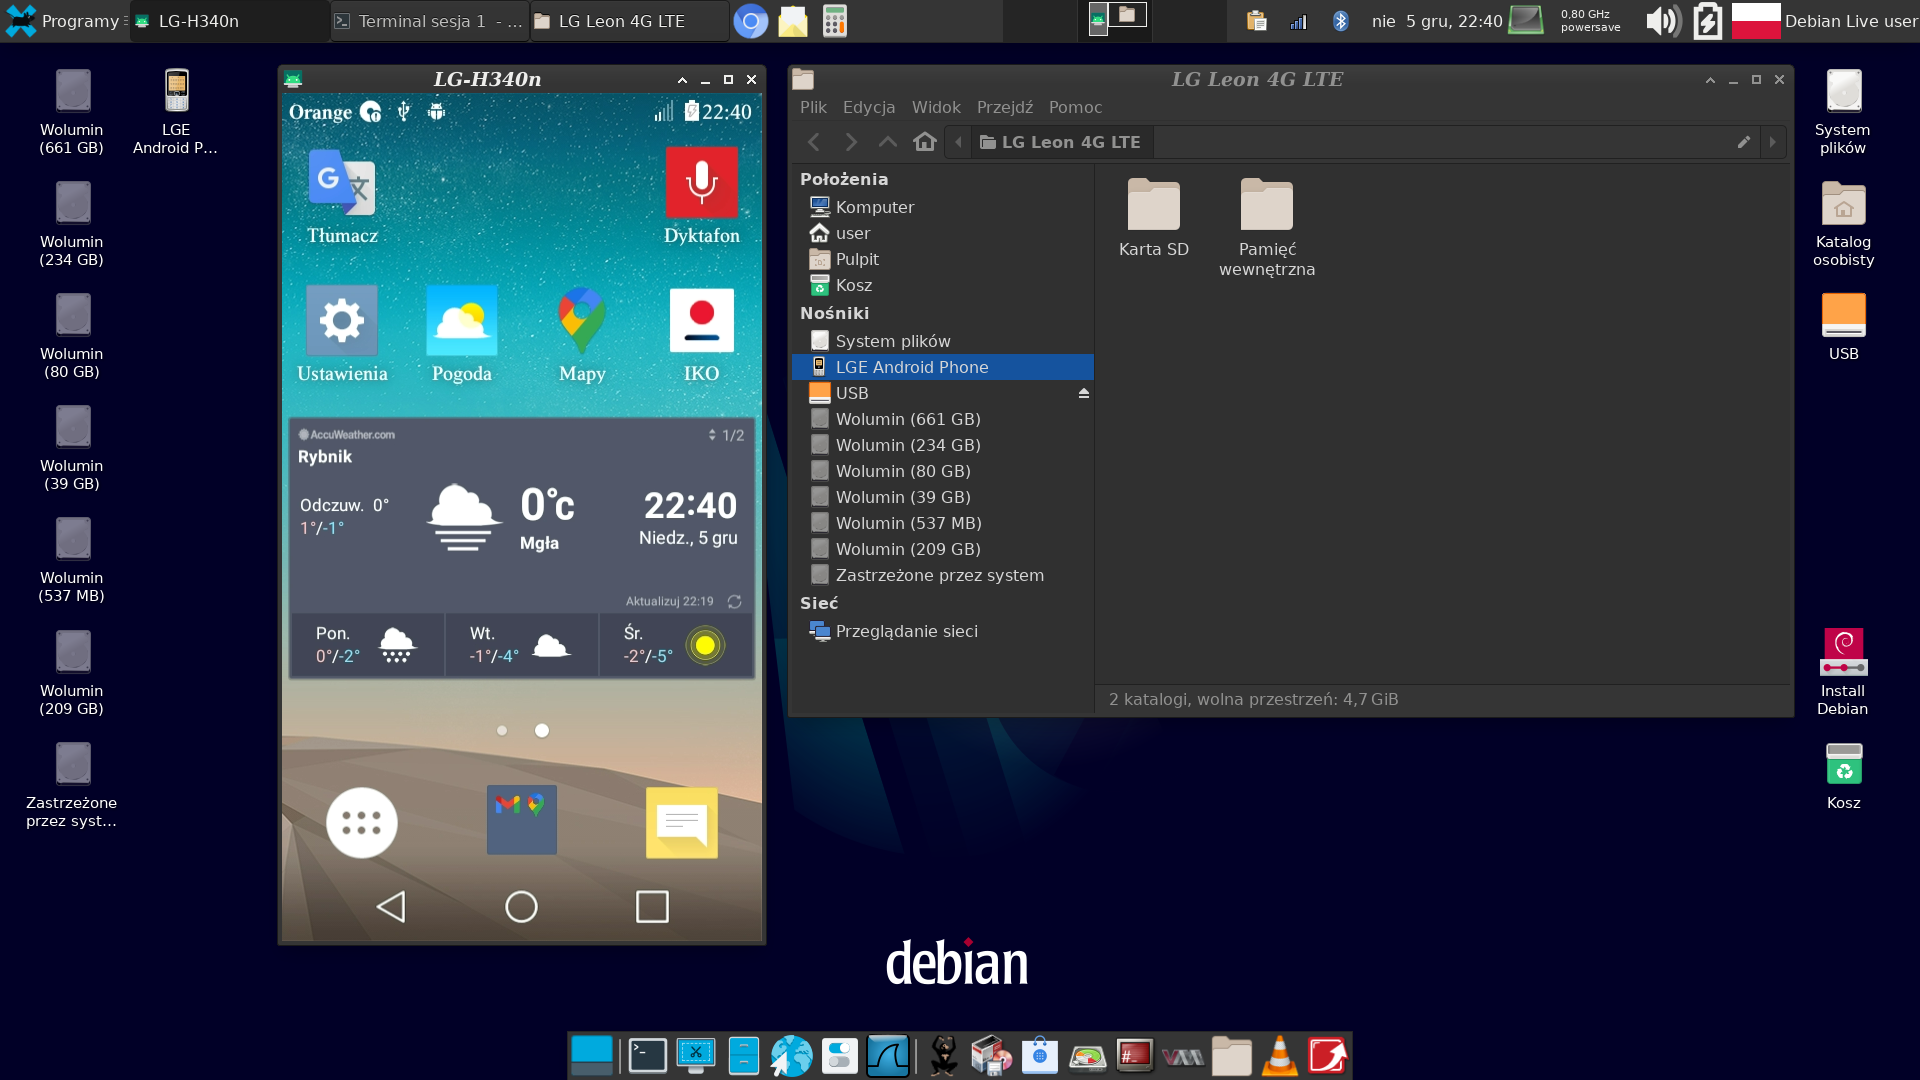 Programy
LG-H340n
Terminal sesja 1 - ...
LG Leon 4G LTE
nie 5 gru, 22:40
0,80 GHz
powersave
Debian Live user
Wolumin
(661 GB)
LGE
Android P...
Wolumin
(234 GB)
Wolumin
(80 GB)
Wolumin
(39 GB)
Wolumin
(537 MB)
Wolumin
(209 GB)
Zastrzeżone
przez syst...
LG-H340n
Orange
22:40
Tłumacz
Dyktafon
Ustawienia
Pogoda
Mapy
IKO
AccuWeather.com
1/2
Rybnik
Odczuw. 0°
1°/-1°
0°c
Mgła
22:40
Niedz., 5 gru
Aktualizuj 22:19
Pon.
0°/-2°
Wt.
-1°/-4°
Śr.
-2°/-5°
LG Leon 4G LTE
Plik Edycja Widok Przejdź Pomoc
LG Leon 4G LTE
Położenia
Komputer
user
Pulpit
Kosz
Nośniki
System plików
LGE Android Phone
USB
Wolumin (661 GB)
Wolumin (234 GB)
Wolumin (80 GB)
Wolumin (39 GB)
Wolumin (537 MB)
Wolumin (209 GB)
Zastrzeżone przez system
Sieć
Przeglądanie sieci
Karta SD
Pamięć
wewnętrzna
2 katalogi, wolna przestrzeń: 4,7 GiB
System
plików
Katalog
osobisty
USB
Install
Debian
Kosz
debian